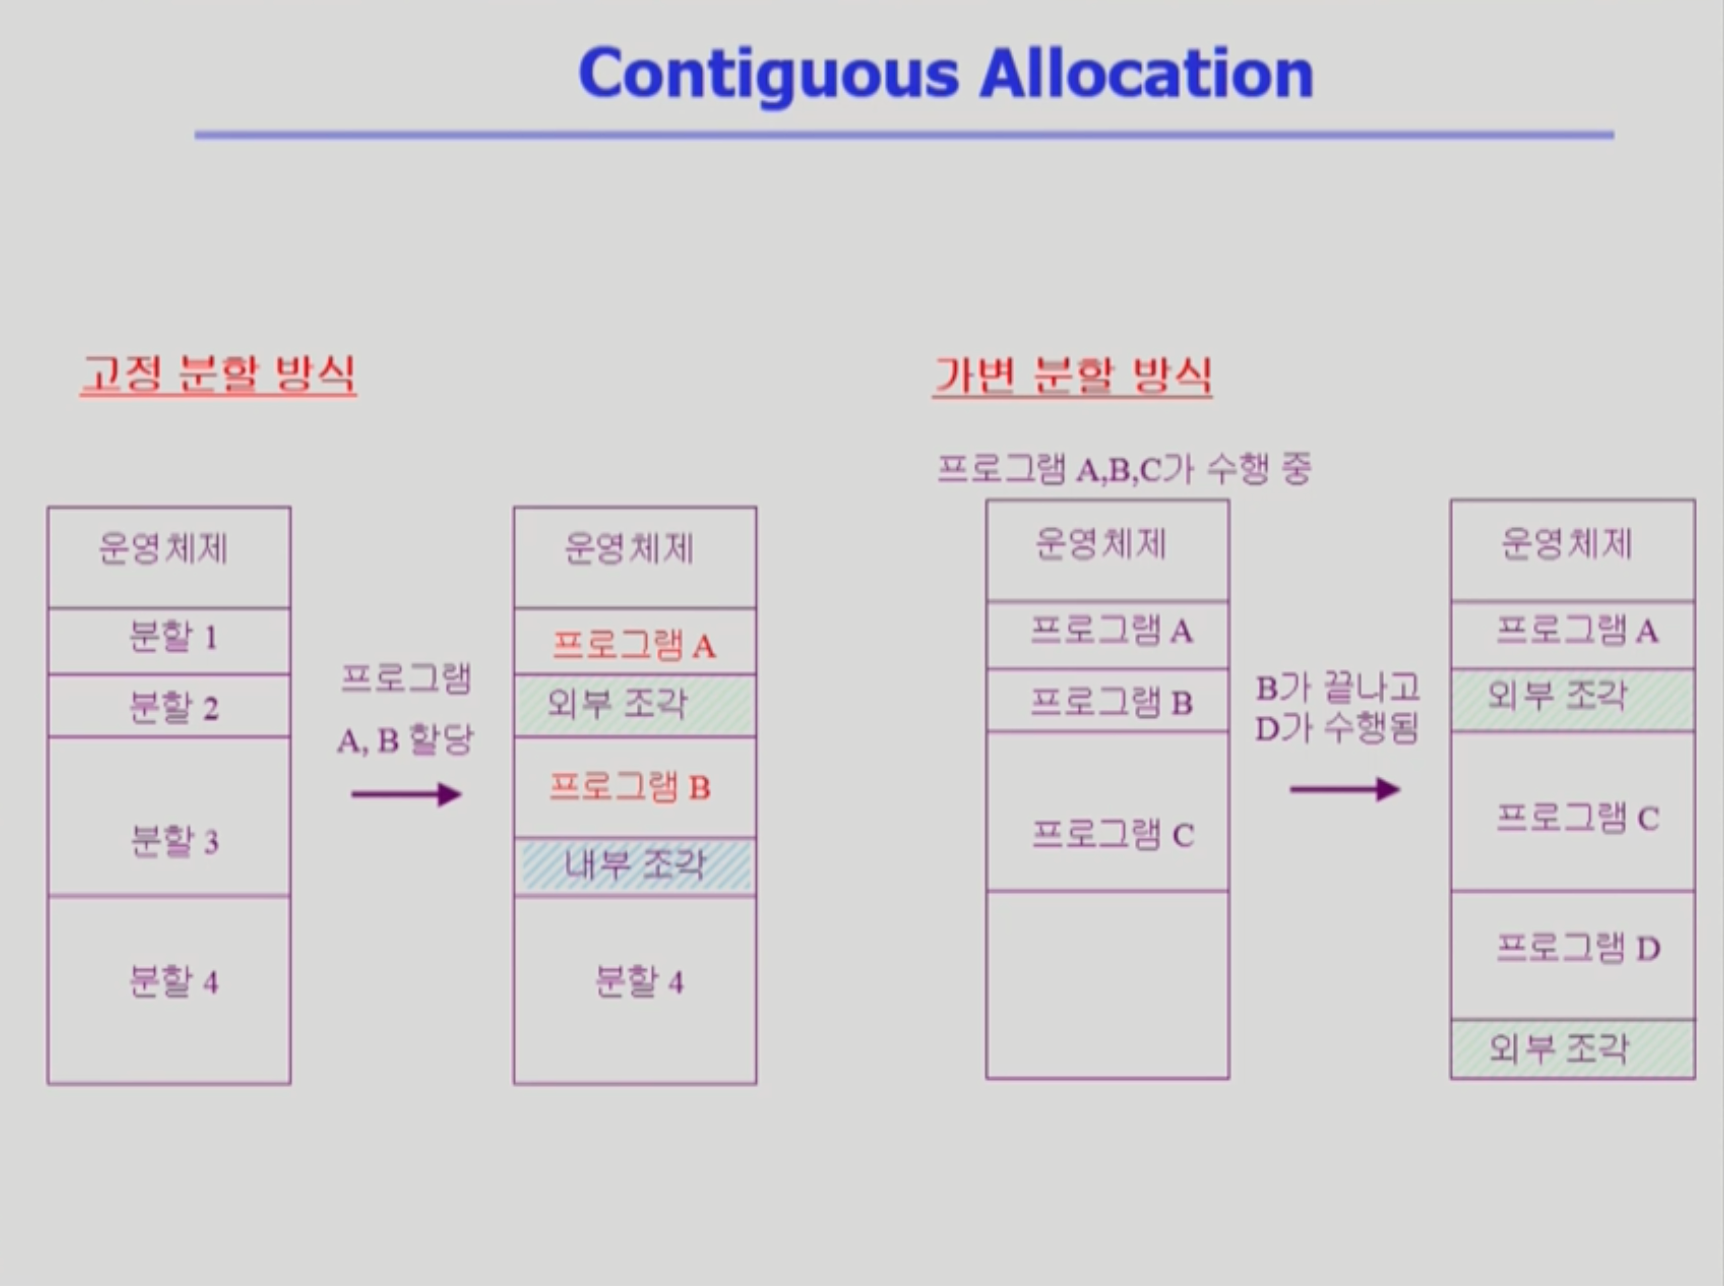 Contiguous Allocation
고정 분할 방식
운영체제
분할 1
분할 2
분할 3
분할 4
프로그램
A, B 할당
운영체제
프로그램 A
외부 조각
프로그램 B
내부 조각
분할 4
가변 분할 방식
프로그램 A,B,C가 수행 중
운영체제
프로그램 A
프로그램 B
프로그램 C
B가 끝나고
D가 수행됨
운영체제
프로그램 A
외부 조각
프로그램 C
프로그램 D
외부 조각